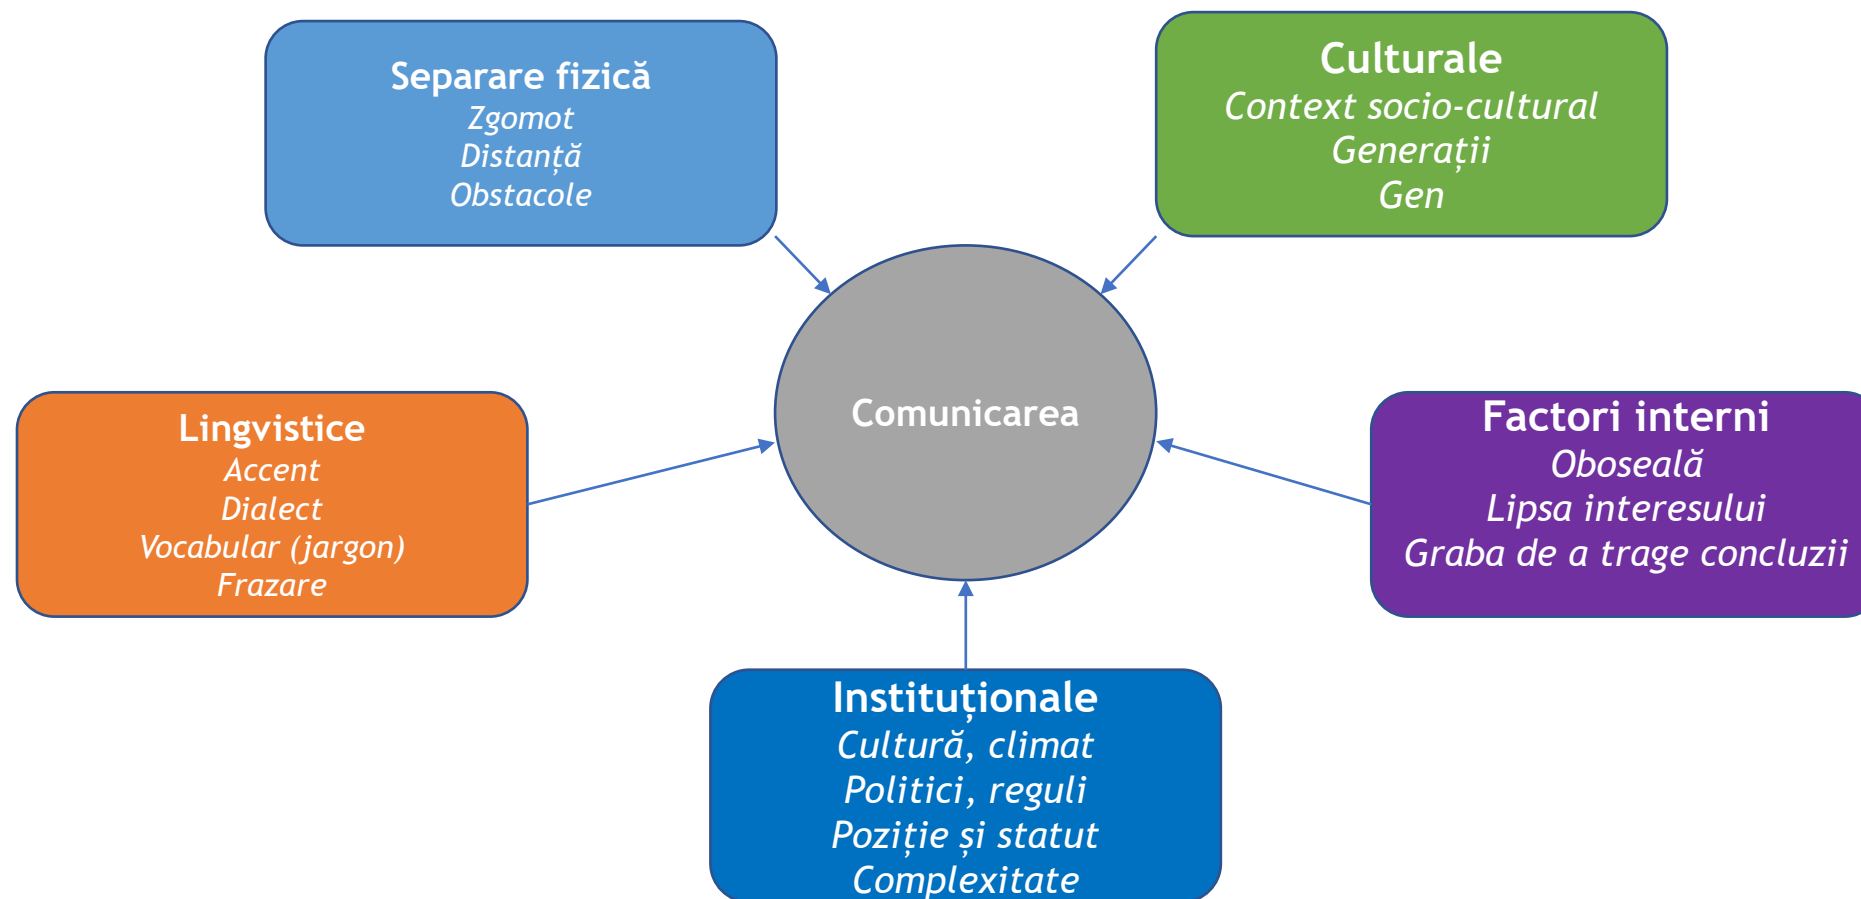 Separare fizică
Zgomot
Distanță
Obstacole
Culturale
Context socio-cultural
Generații
Gen
Comunicarea
Lingvistice
Accent
Dialect
Vocabular (jargon)
Frazare
Factori interni
Oboseală
Lipsa interesului
Graba de a trage concluzii
Instituționale
Cultură, climat
Politici, reguli
Poziție și statut
Complexitate